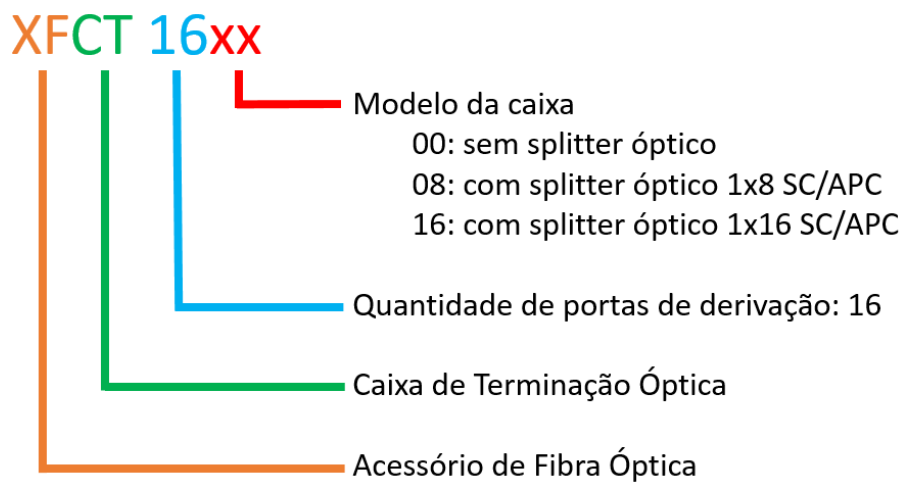 XFCT 16xx
Modelo da caixa
00: sem splitter óptico
08: com splitter óptico 1x8 SC/APC
16: com splitter óptico 1x16 SC/APC
Quantidade de portas de derivação: 16
Caixa de Terminação Óptica
Acessório de Fibra Óptica